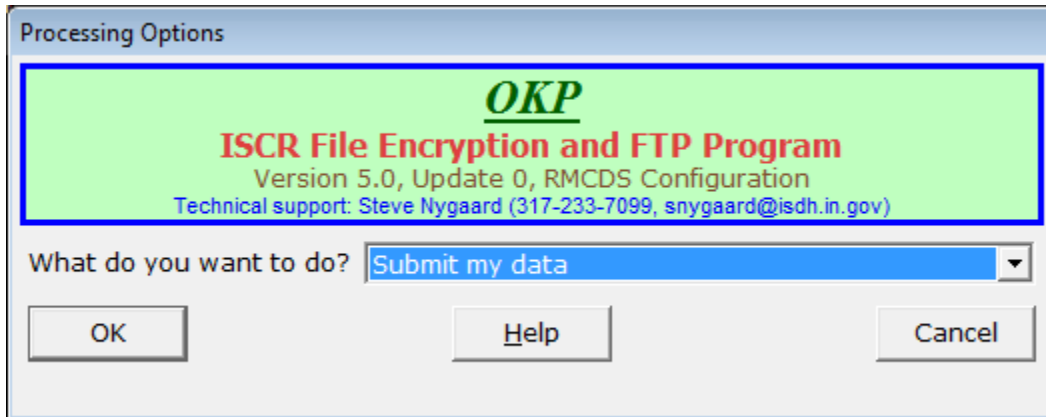 Processing Options
OKP
ISCR File Encryption and FTP Program
Version 5.0, Update 0, RMCDS Configuration
Technical support: Steve Nygaard (317-233-7099, snygaard@isdh.in.gov)
What do you want to do? Submit my data
OK Help Cancel